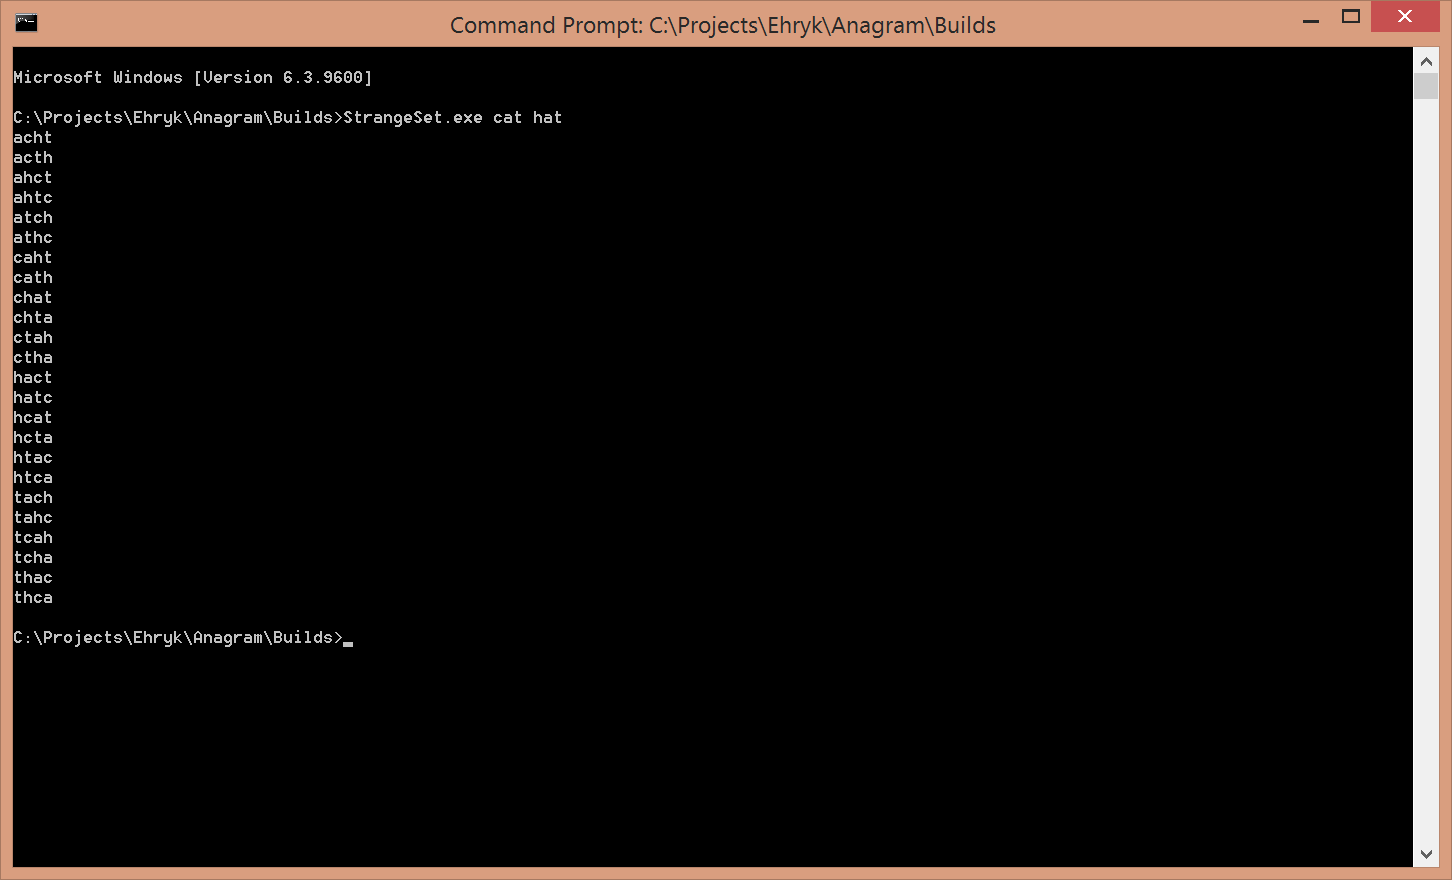 Command Prompt: C:\Projects\Ehryk\Anagram\Builds
Microsoft Windows [Version 6.3.9600]
C:\Projects\Ehryk\Anagram\Builds>StrangeSet.exe cat hat
acht
acth
ahct
ahtc
atch
athc
caht
cath
chat
chta
ctah
ctha
hact
hatc
hcat
hcta
htac
htca
tach
tahc
tcah
tcha
thac
thca
C:\Projects\Ehryk\Anagram\Builds>